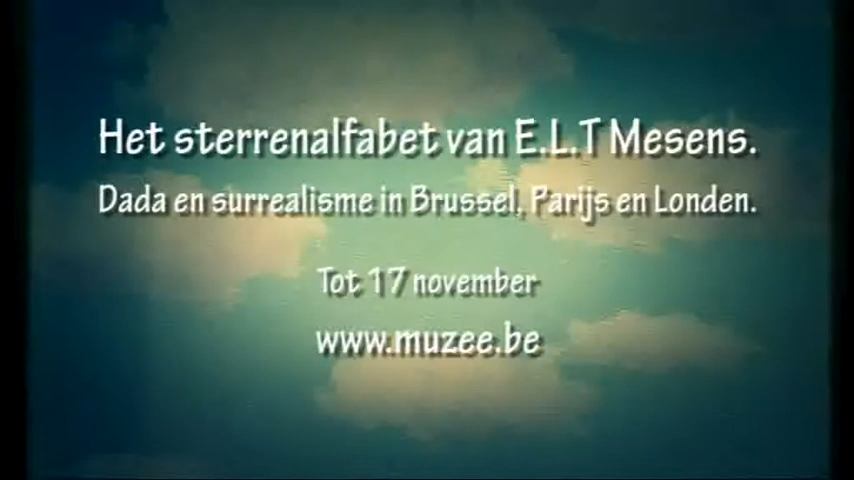 Het sterrenalfabet van E.L.T Mesens.
Dada en surrealisme in Brussel, Parijs en Londen.
Tot 17 november
www.muzee.be